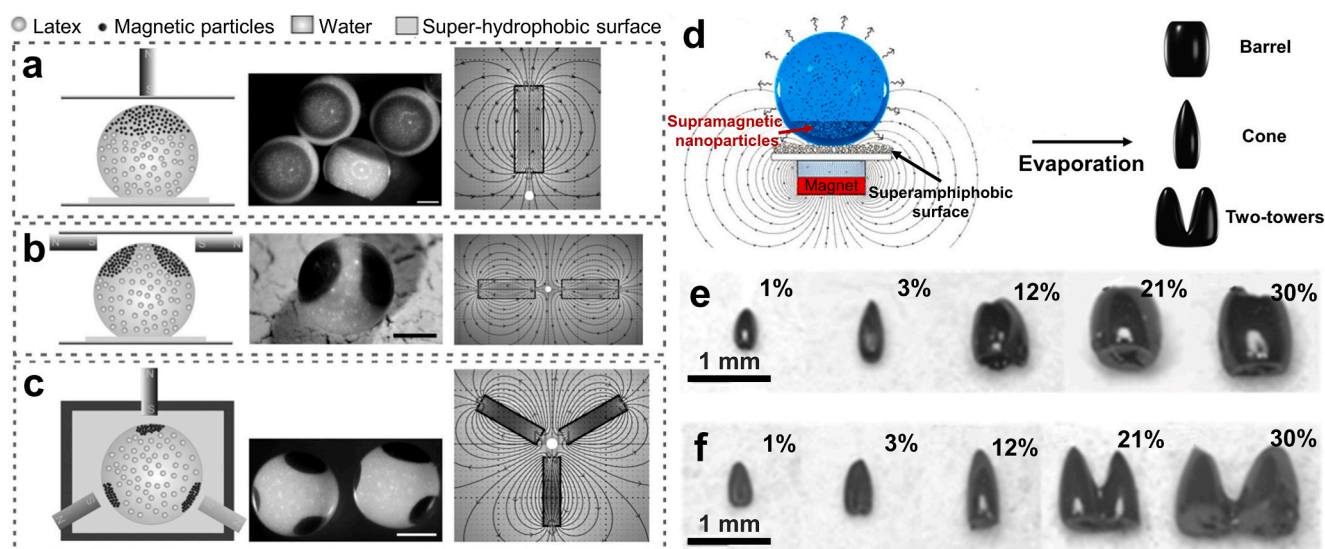 Latex Magnetic particles Water Super-hydrophobic surface
a
N
S
b
N S
S N
c
N
S
N S
d
Supramagnetic
nanoparticles
Magnet
Superamphiphobic
surface
Evaporation
Barrel
Cone
Two-towers
e
1%
3%
12%
21%
30%
1 mm
f
1%
3%
12%
21%
30%
1 mm